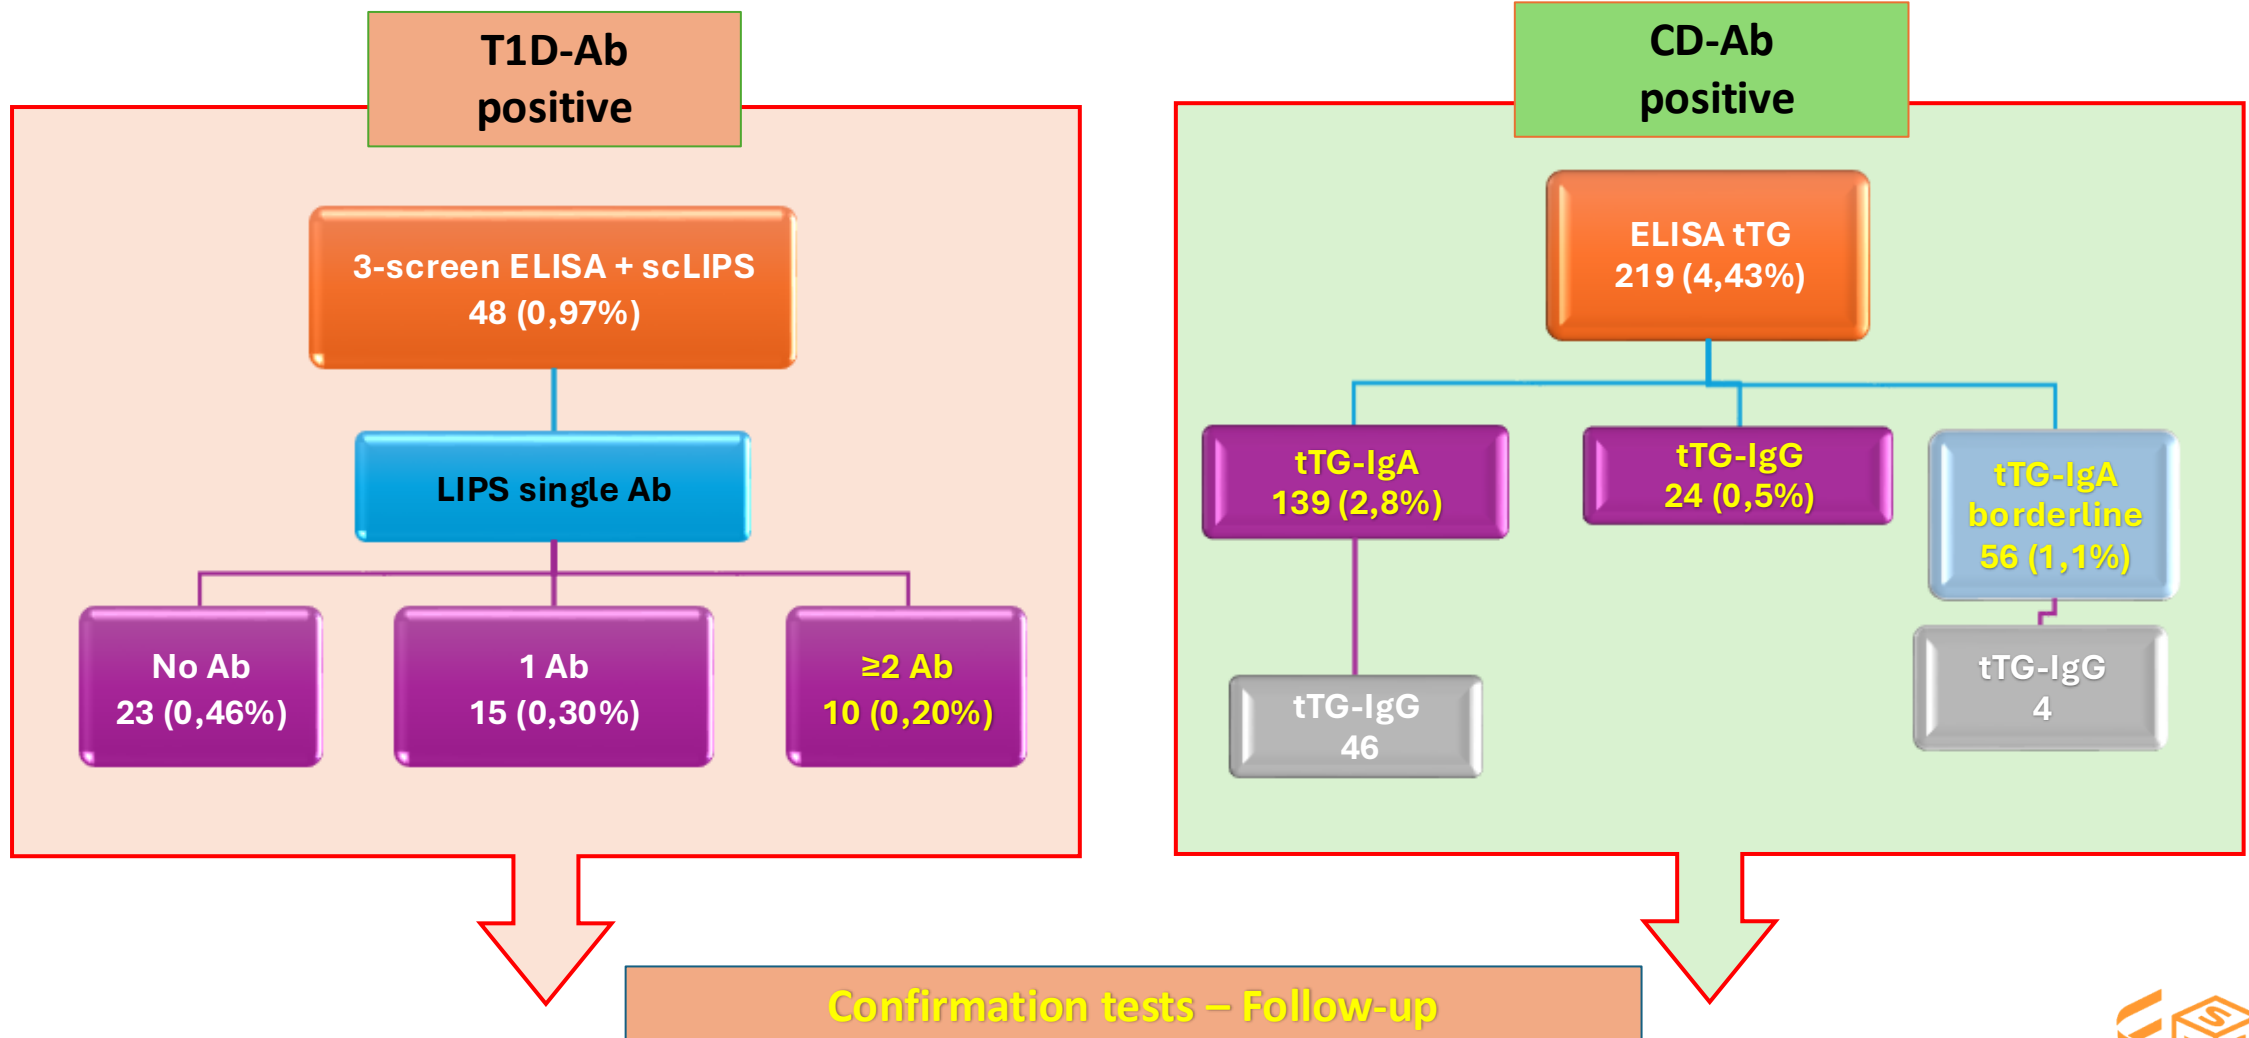 T1D-Ab
positive
3-screen ELISA + scLIPS
48 (0,97%)
LIPS single Ab
No Ab
23 (0,46%)
1 Ab
15 (0,30%)
≥2 Ab
10 (0,20%)
CD-Ab
positive
ELISA tTG
219 (4,43%)
tTG-IgA
139 (2,8%)
tTG-IgG
24 (0,5%)
tTG-IgA
borderline
56 (1,1%)
tTG-IgG
46
tTG-IgG
4
Confirmation tests – Follow-up
S